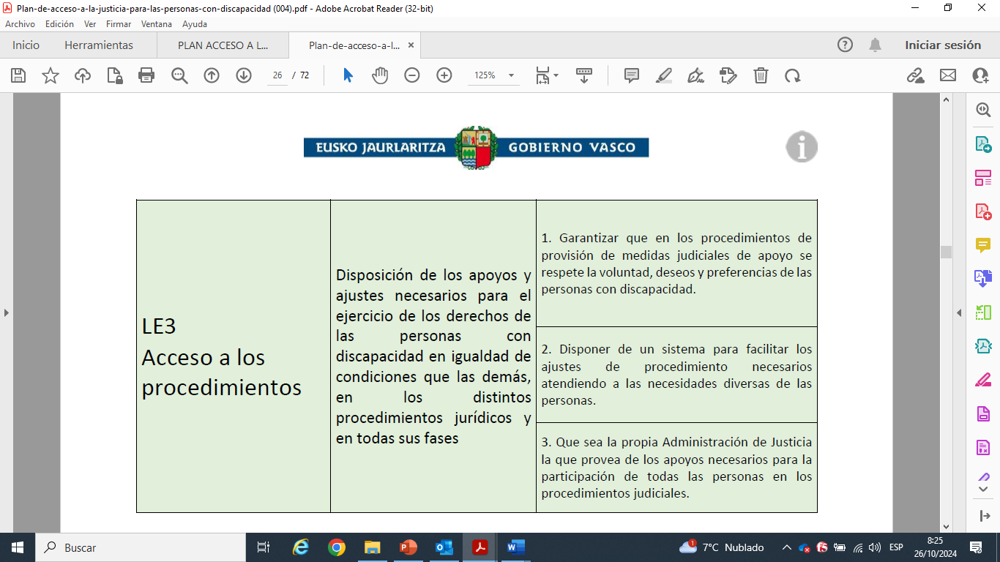 Plan-de-acceso-a-la-justicia-para-las-personas-con-discapacidad (004).pdf - Adobe Acrobat Reader (32-bit)
Archivo Edición Ver Firmar Ventana Ayuda
Inicio Herramientas PLAN ACCESO A L... Plan-de-acceso-a-l... × Iniciar sesión
26 / 72 125%
EUSKO JAURLARITZA GOBIERNO VASCO
LE3
Acceso a los
procedimientos
Disposición de los apoyos y
ajustes necesarios para el
ejercicio de los derechos de
las personas con
discapacidad en igualdad de
condiciones que las demás,
en los distintos
procedimientos jurídicos y
en todas sus fases
1. Garantizar que en los procedimientos de
provisión de medidas judiciales de apoyo se
respete la voluntad, deseos y preferencias de las
personas con discapacidad.
2. Disponer de un sistema para facilitar los
ajustes de procedimiento necesarios
atendiendo a las necesidades diversas de las
personas.
3. Que sea la propia Administración de Justicia
la que provea de los apoyos necesarios para la
participación de todas las personas en los
procedimientos judiciales.
Buscar
7°C Nublado
ESP
8:25
26/10/2024